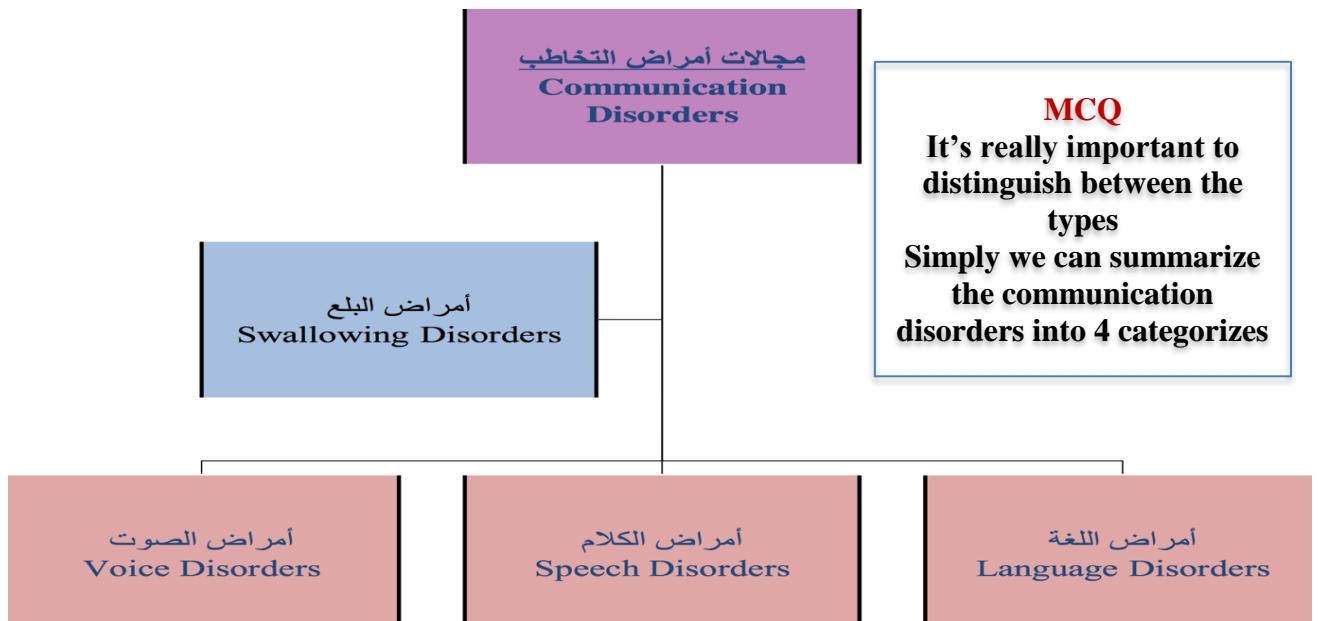 مجالات أمراض التخاطب
Communication
Disorders
MCQ
It’s really important to
distinguish between the
types
Simply we can summarize
the communication
disorders into 4 categorizes
أمراض البلع
Swallowing Disorders
أمراض الصوت
Voice Disorders
أمراض الكلام
Speech Disorders
أمراض اللغة
Language Disorders